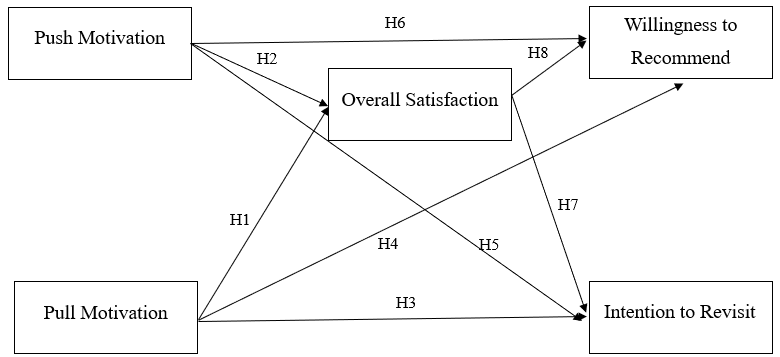 H6
Push Motivation
Willingness to
Recommend
H2
H8
Overall Satisfaction
H1
H7
H4
H5
H3
Pull Motivation
Intention to Revisit